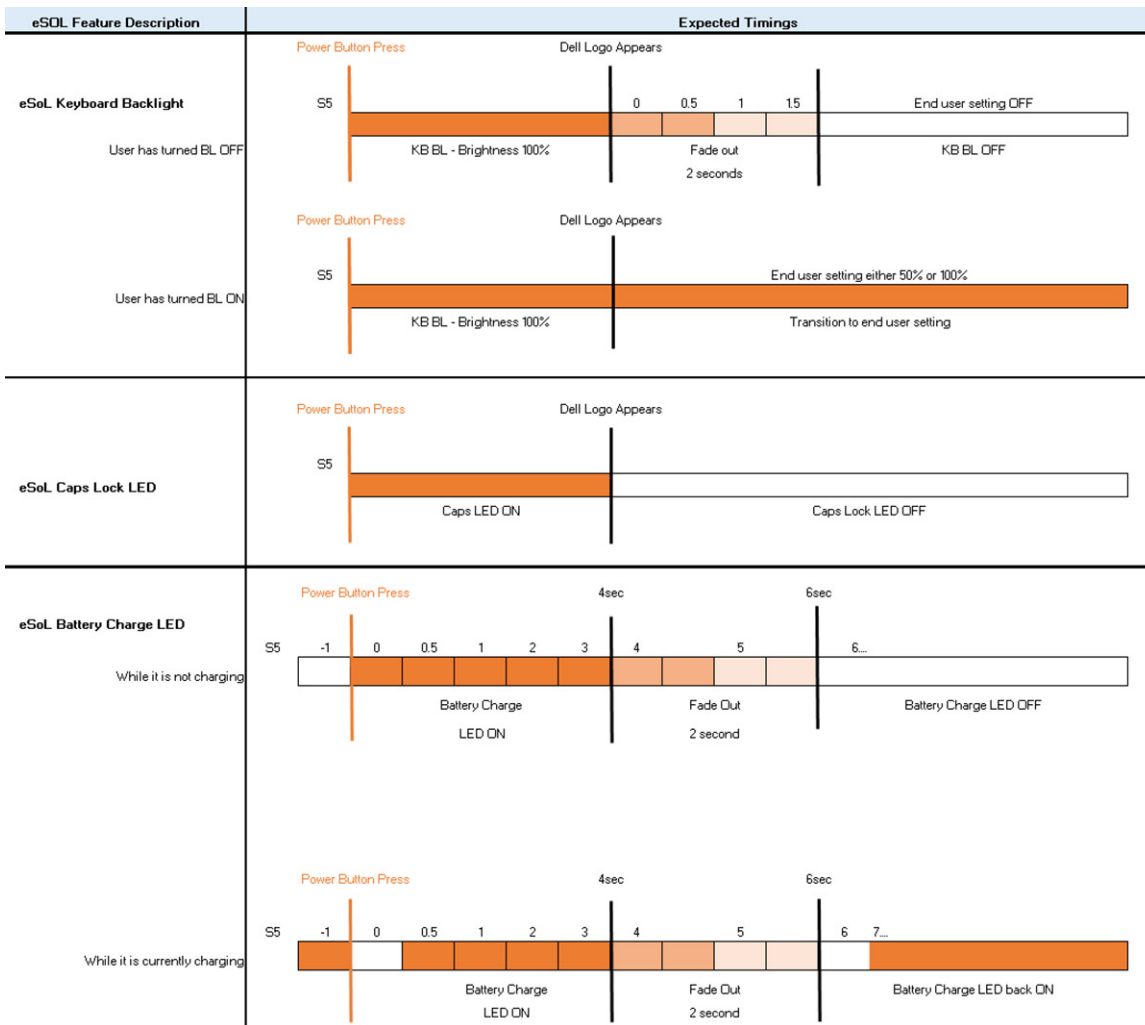 eSOL Feature Description
Expected Timings
Power Button Press
Dell Logo Appears
eSoL Keyboard Backlight
S5
0 0.5 1 1.5
End user setting OFF
User has turned BL OFF
KB BL - Brightness 100%
Fade out
KB BL OFF
2 seconds
Power Button Press
Dell Logo Appears
S5
End user setting either 50% or 100%
User has turned BL ON
KB BL - Brightness 100%
Transition to end user setting
Power Button Press
Dell Logo Appears
S5
eSoL Caps Lock LED
Caps LED ON
Caps Lock LED OFF
Power Button Press
4sec
6sec
eSoL Battery Charge LED
S5 -1 0 0.5 1 2 3 4 5 6....
While it is not charging
Battery Charge
Fade Out
Battery Charge LED OFF
LED ON
2 second
Power Button Press
4sec
6sec
S5 -1 0 0.5 1 2 3 4 5 6 7....
While it is currently charging
Battery Charge
Fade Out
Battery Charge LED back ON
LED ON
2 second